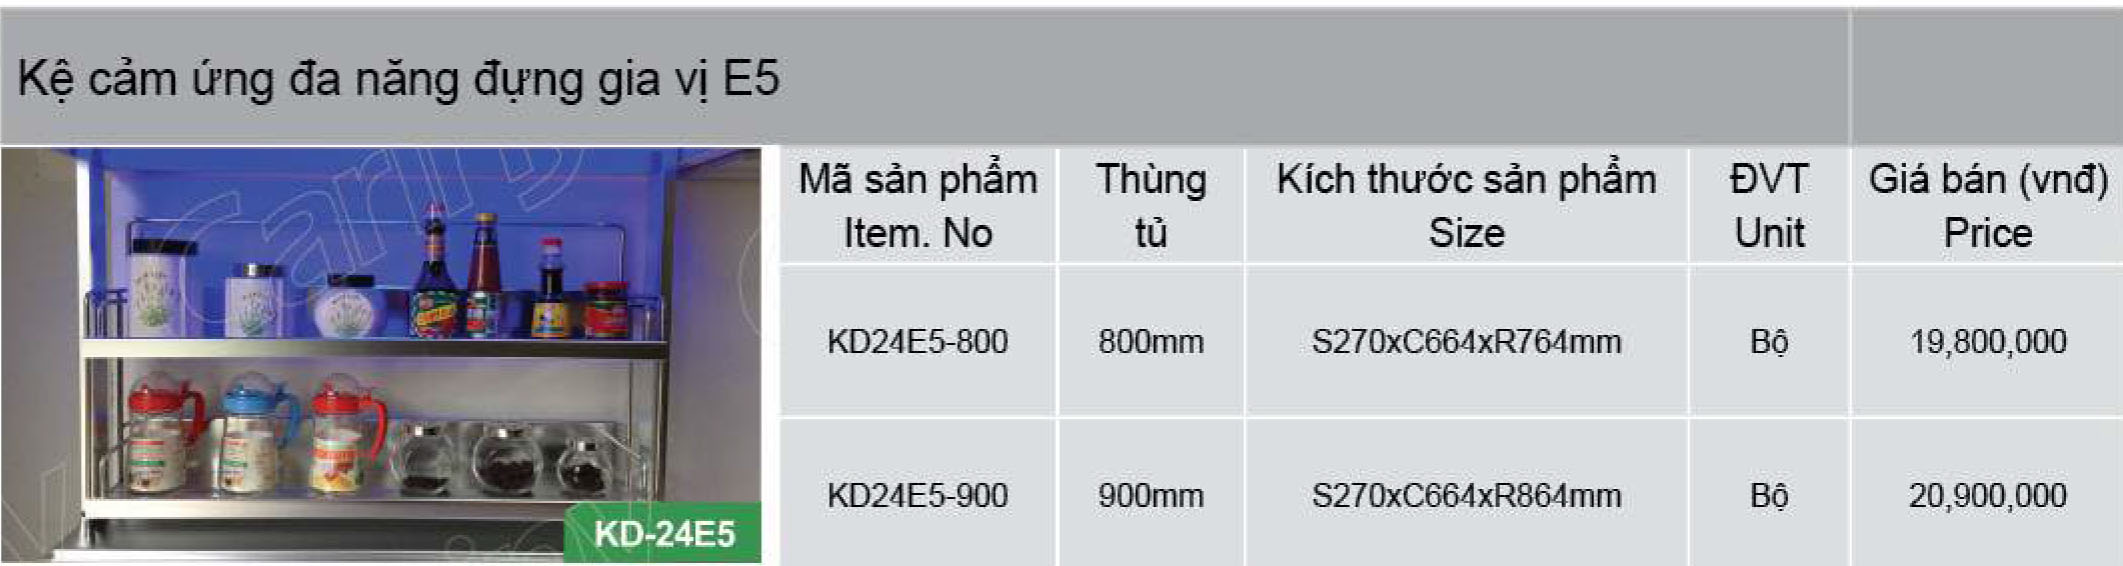 Kệ cảm ứng đa năng đựng gia vị E5
Mã sản phẩm Thùng Kích thước sản phẩm ĐVT Giá bán (vnđ)
Item. No tủ Size Unit Price
KD24E5-800 800mm S270xC664xR764mm Bộ 19,800,000
KD24E5-900 900mm S270xC664xR864mm Bộ 20,900,000
KD-24E5